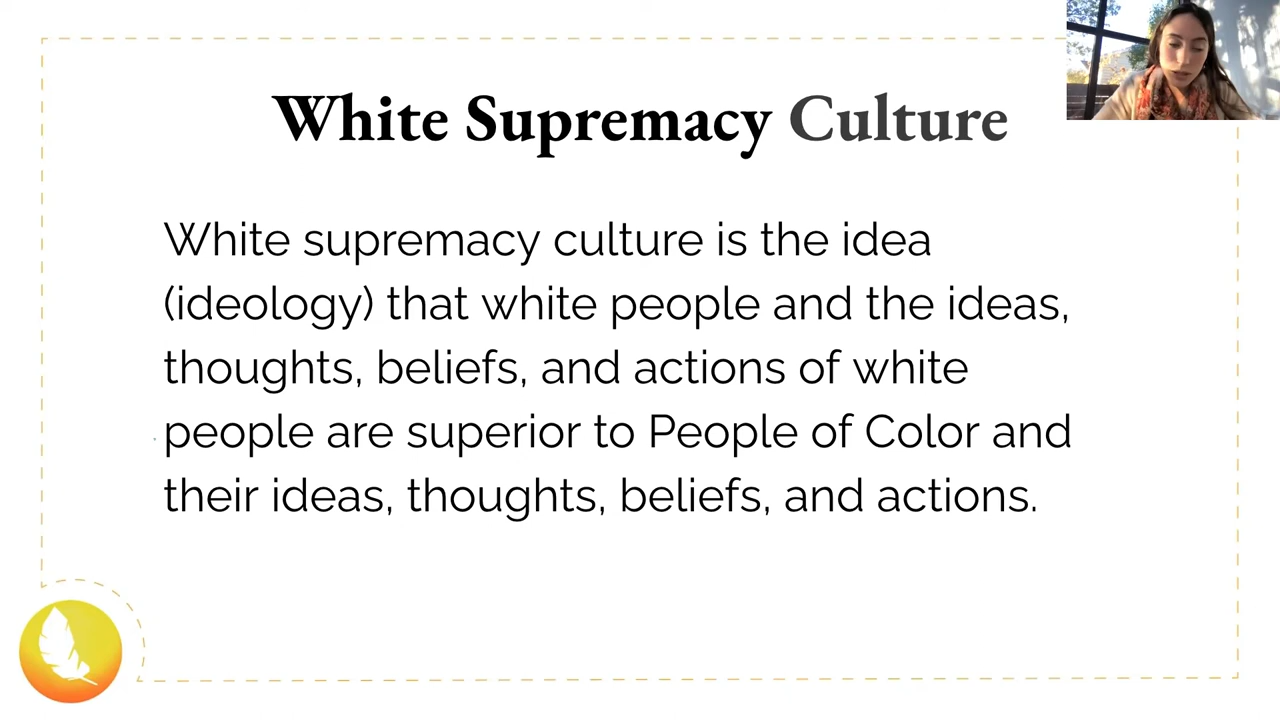 White Supremacy Culture
White supremacy culture is the idea
(ideology) that white people and the ideas,
thoughts, beliefs, and actions of white
people are superior to People of Color and
their ideas, thoughts, beliefs, and actions.